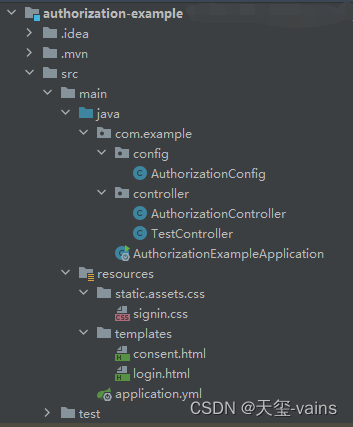 authorization-example
.idea
.mvn
src
main
java
com.example
config
AuthorizationConfig
controller
AuthorizationController
TestController
AuthorizationExampleApplication
resources
static.assets.css
signin.css
templates
consent.html
login.html
application.yml
test
CSDN @天玺-vains